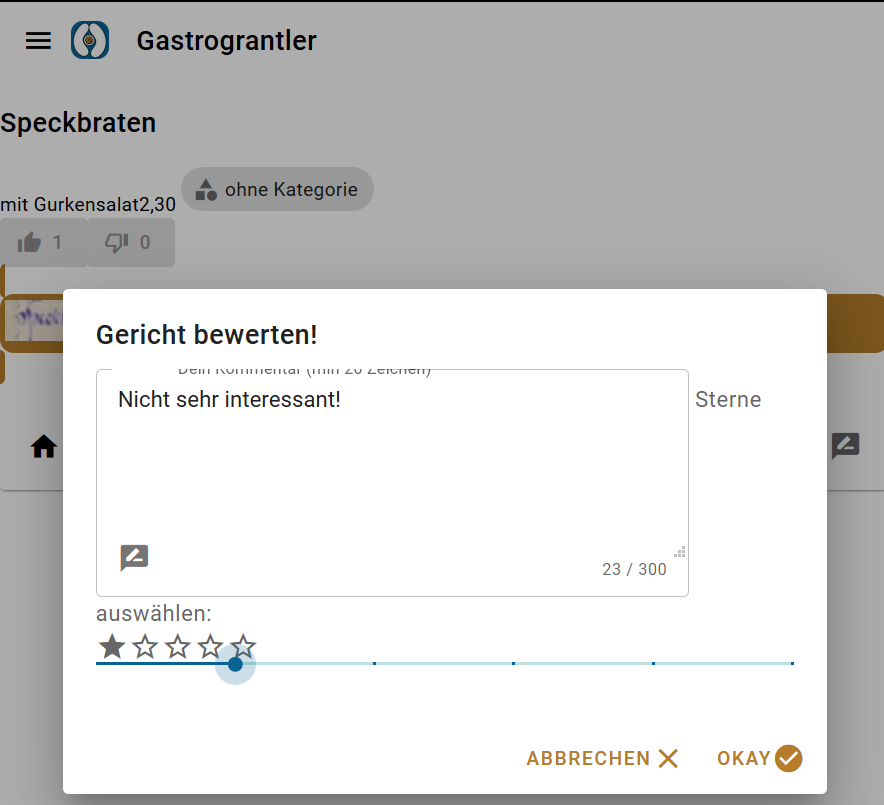 Gastrograntler
Speckbraten
mit Gurkensalat2,30 ohne Kategorie
1 0
Gericht bewerten!
Dein Kommentar (min 20 Zeichen)
Nicht sehr interessant!
Sterne
23 / 300
auswählen:
ABBRECHEN OKAY